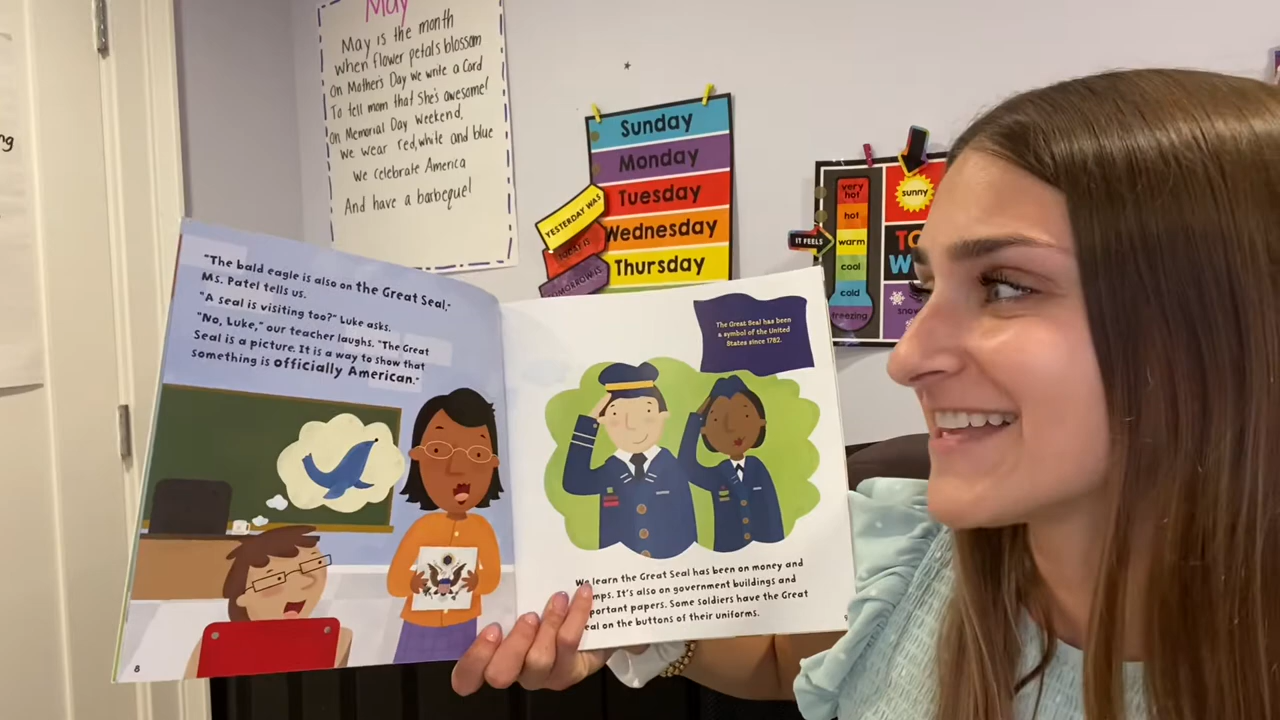 May
May is the month
When flower petals blossom
On Mother's Day we write a Card
To tell mom that she's awesome!
On Memorial Day Weekend,
We wear red, white and blue
We celebrate America
And have a barbeque!
Sunday
Monday
Tuesday
Wednesday
Thursday
YESTERDAY WAS
TODAY IS
TOMORROW IS
very
hot
hot
warm
cool
cold
freezing
IT FEELS
sunny
"The bald eagle is also on the Great Seal,"
Ms. Patel tells us.
"A seal is visiting too?" Luke asks.
"No, Luke," our teacher laughs. "The Great
Seal is a picture. It is a way to show that
something is officially American."
8
The Great Seal has been
a symbol of the United
States since 1782.
We learn the Great Seal has been on money and
It's also on government buildings and
papers. Some soldiers have the Great
on the buttons of their uniforms.